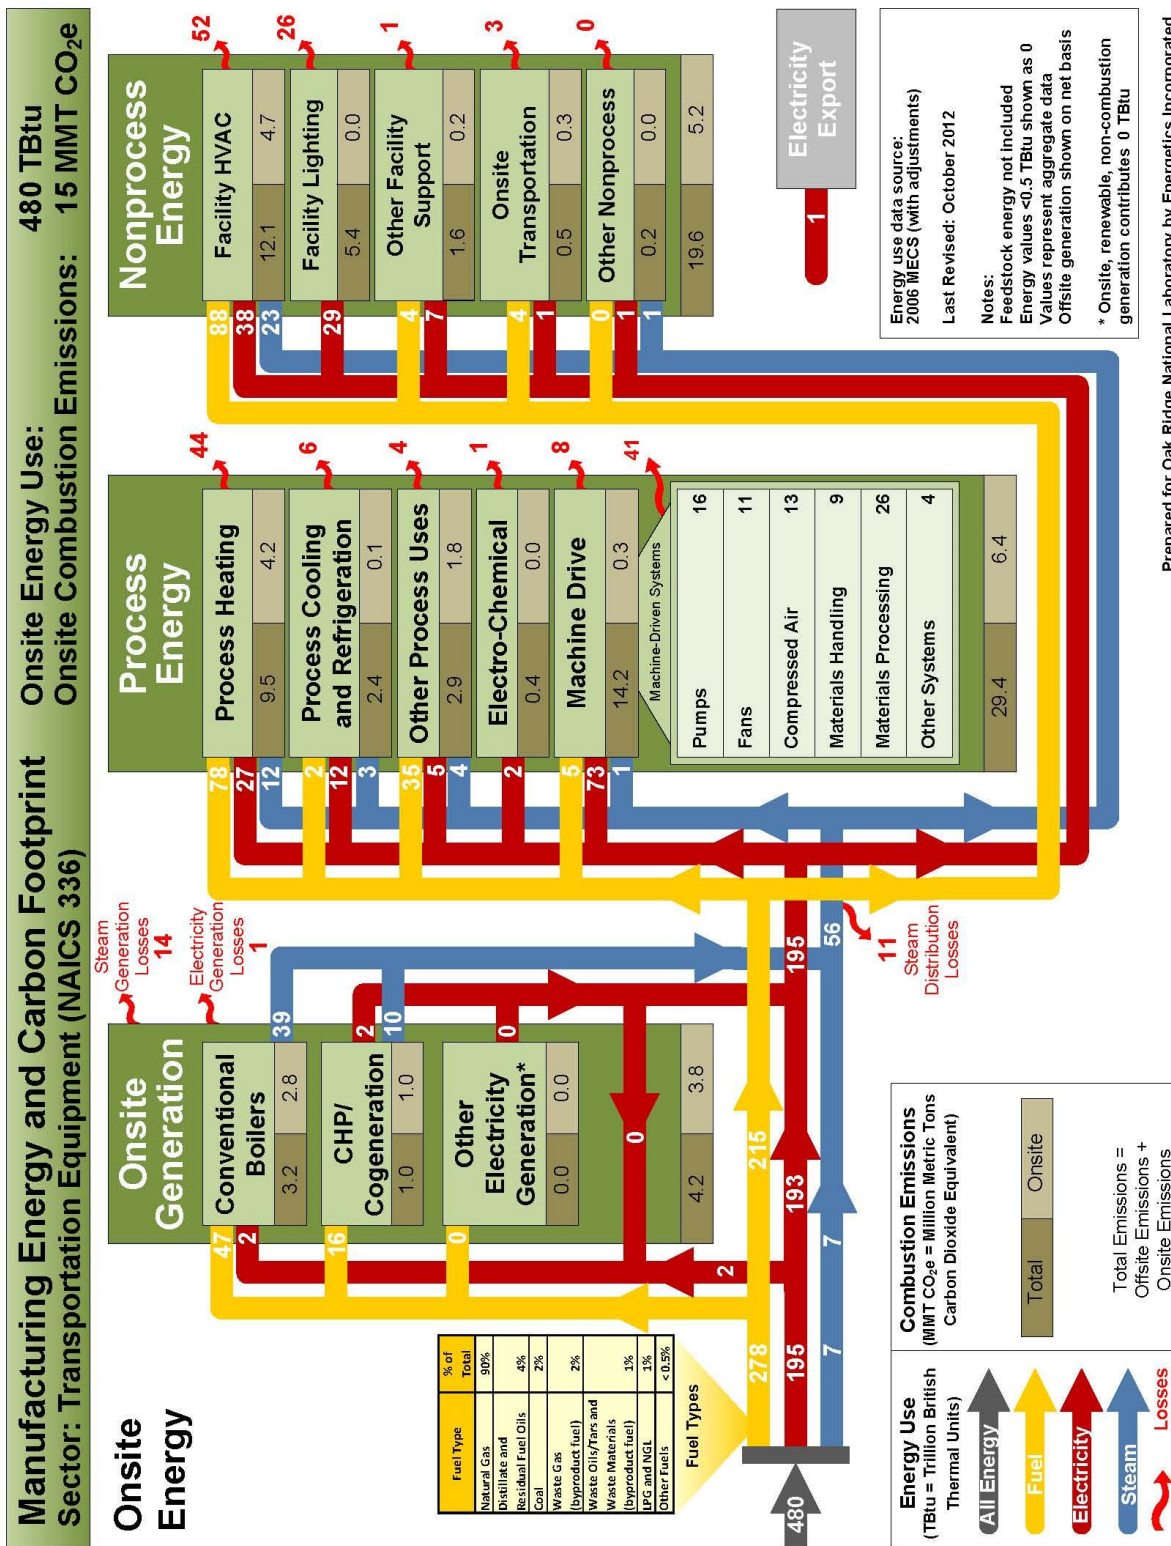 Manufacturing Energy and Carbon Footprint
Sector: Transportation Equipment (NAICS 336)
Onsite Energy Use: 480 TBtu
Onsite Combustion Emissions: 15 MMT CO₂e
Onsite
Energy
Fuel Type
% of
Total
Natural Gas 90%
Distillate and
Residual Fuel Oils 4%
Coal 2%
Waste Gas
(byproduct fuel) 2%
Waste Oils/Tars and
Waste Materials
(byproduct fuel) 1%
LPG and NGL 1%
Other Fuels <0.5%
Fuel Types
480
278
195
7
2
215
193
7
Onsite
Generation
47
2
Conventional
Boilers
3.2 2.8
39
16
CHP/
Cogeneration
1.0 1.0
2
10
0
Other
Electricity
Generation*
0.0 0.0
0
0
4.2 3.8
Steam
Generation
Losses
14
Electricity
Generation
Losses
1
195
56
11
Steam
Distribution
Losses
Process
Energy
78
27
12
Process Heating
9.5 4.2
44
2
12
3
Process Cooling
and Refrigeration
2.4 0.1
6
35
5
4
Other Process Uses
2.9 1.8
4
2
Electro-Chemical
0.4 0.0
1
5
73
1
Machine Drive
14.2 0.3
8
Machine-Driven Systems
41
Pumps 16
Fans 11
Compressed Air 13
Materials Handling 9
Materials Processing 26
Other Systems 4
29.4 6.4
Nonprocess
Energy
88
38
23
Facility HVAC
12.1 4.7
52
29
Facility Lighting
5.4 0.0
26
4
7
Other Facility
Support
1.6 0.2
1
4
1
Onsite
Transportation
0.5 0.3
3
0
1
1
Other Nonprocess
0.2 0.0
0
19.6 5.2
1
Electricity
Export
Energy Use
(TBtu = Trillion British
Thermal Units)
All Energy
Fuel
Electricity
Steam
Losses
Combustion Emissions
(MMT CO₂e = Million Metric Tons
Carbon Dioxide Equivalent)
Total Onsite
Total Emissions =
Offsite Emissions +
Onsite Emissions
Energy use data source:
2006 MECS (with adjustments)
Last Revised: October 2012
Notes:
Feedstock energy not included
Energy values <0.5 TBtu shown as 0
Values represent aggregate data
Offsite generation shown on net basis
* Onsite, renewable, non-combustion
generation contributes 0 TBtu
Prepared for Oak Ridge National Laboratory by Energetics Incorporated